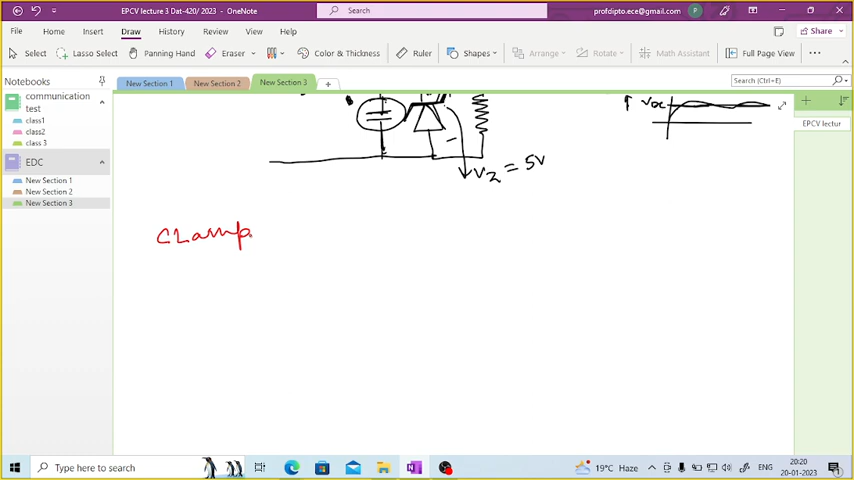 EPCV lecture 3 Dat-420/ 2023 - OneNote
Search
profdipto.ece@gmail.com
P
File Home Insert Draw History Review View Help
Share
Select Lasso Select Panning Hand Eraser Color & Thickness Ruler Shapes Arrange Rotate Math Assistant Full Page View
Notebooks
New Section 1 New Section 2 New Section 3 +
Search (Ctrl+E)
communication
test
class1
class2
class 3
EDC
New Section 1
New Section 2
New Section 3
EPCV lectur
VDC
Vz = 5V
CLamp
Type here to search
19°C Haze
ENG
20:20
20-01-2023
1